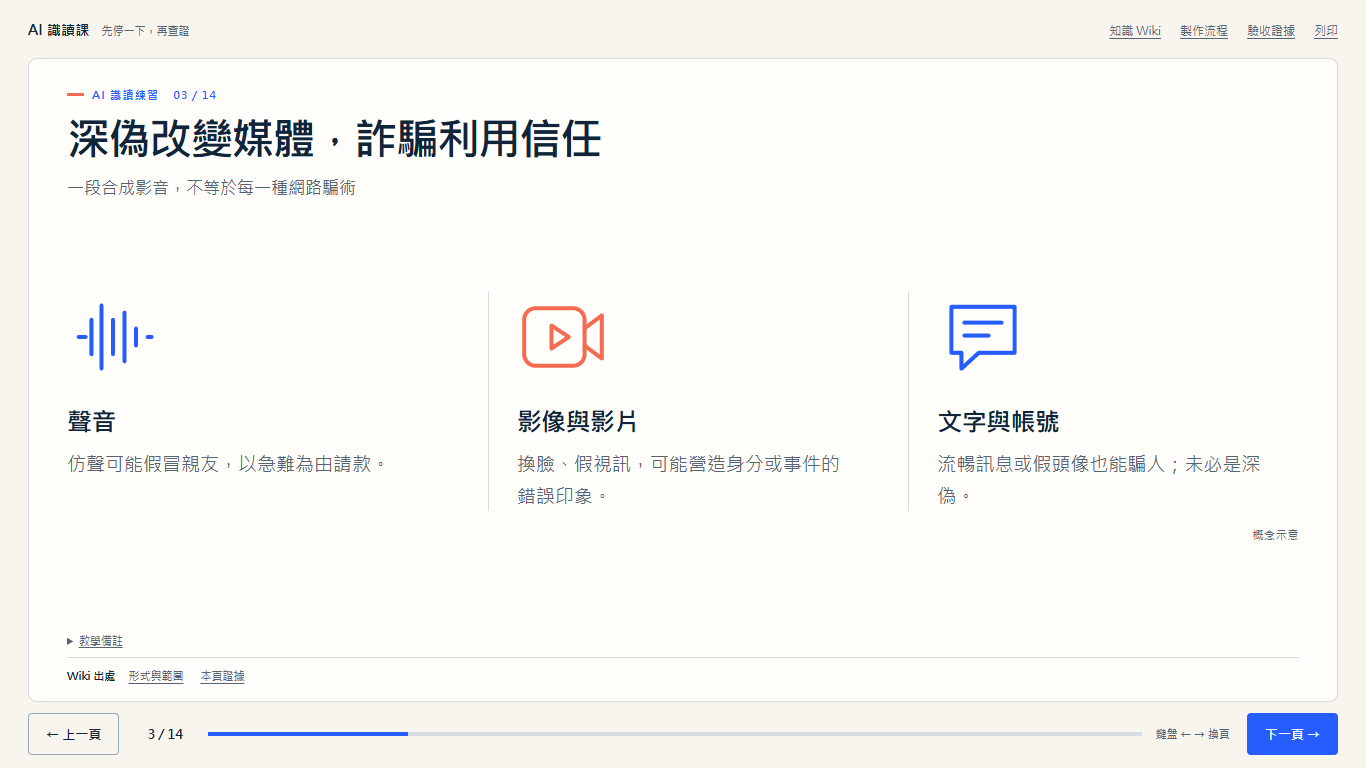 AI 識讀課 先停一下，再查證
知識 Wiki 製作流程 驗收證據 列印
AI 識讀練習 03 / 14
深偽改變媒體，詐騙利用信任
一段合成影音，不等於每一種網路騙術
聲音
仿聲可能假冒親友，以急難為由請款。
影像與影片
換臉、假視訊，可能營造身分或事件的
錯誤印象。
文字與帳號
流暢訊息或假頭像也能騙人；未必是深
偽。
概念示意
▶ 教學備註
Wiki 出處 形式與範圍 本頁證據
← 上一頁
3 / 14
鍵盤 ← → 換頁
下一頁 →